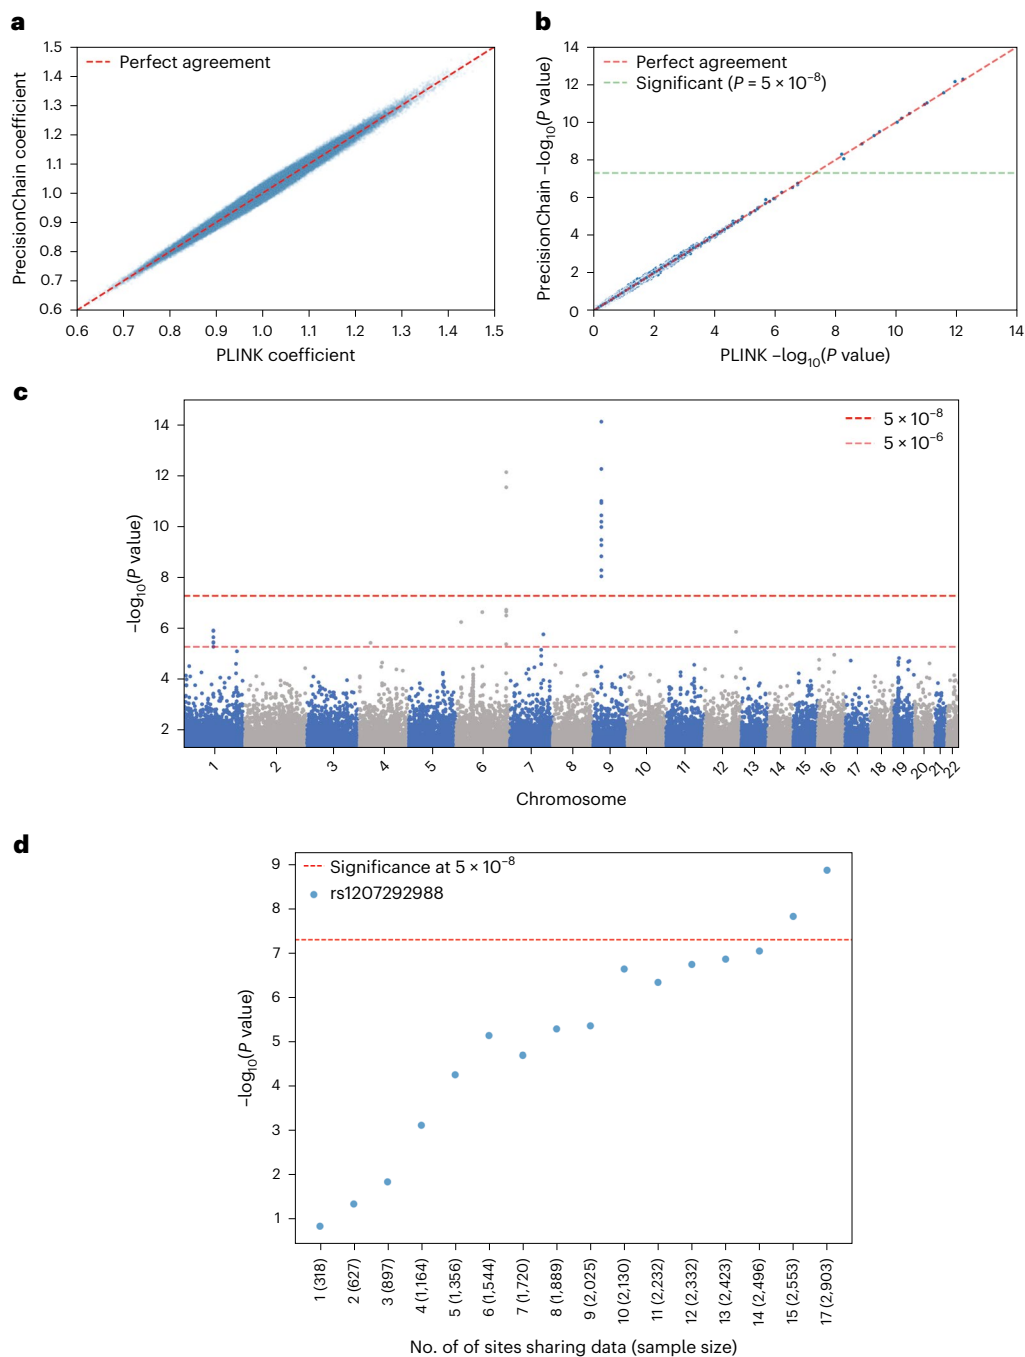 a
1.5
1.4
1.3
1.2
1.1
1.0
0.9
0.8
0.7
0.6
PrecisionChain coefficient
Perfect agreement
0.6 0.7 0.8 0.9 1.0 1.1 1.2 1.3 1.4 1.5
PLINK coefficient
b
14
12
10
8
6
4
2
0
PrecisionChain –log10(P value)
Perfect agreement
Significant (P = 5 × 10–8)
0 2 4 6 8 10 12 14
PLINK –log10(P value)
c
14
12
10
8
6
4
2
–log10(P value)
5 × 10–8
5 × 10–6
1 2 3 4 5 6 7 8 9 10 11 12 13 14 15 16 17 18 19 20 21 22
Chromosome
d
9
8
7
6
5
4
3
2
1
–log10(P value)
Significance at 5 × 10–8
rs1207292988
1 (318)
2 (627)
3 (897)
4 (1,164)
5 (1,356)
6 (1,544)
7 (1,720)
8 (1,889)
9 (2,025)
10 (2,130)
11 (2,232)
12 (2,332)
13 (2,423)
14 (2,496)
15 (2,553)
17 (2,903)
No. of of sites sharing data (sample size)